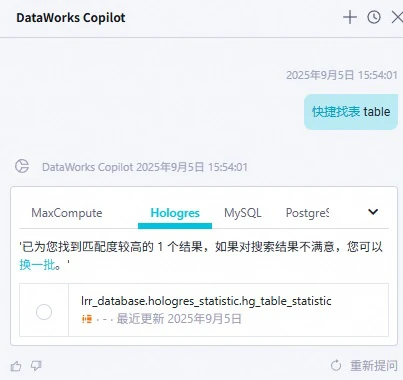 DataWorks Copilot
2025年9月5日 15:54:01
快捷找表 table
DataWorks Copilot 2025年9月5日 15:54:01
MaxCompute Hologres MySQL PostgreS
'已为您找到匹配度较高的 1 个结果，如果对搜索结果不满意，您可以
换一批。'
lrr_database.hologres_statistic.hg_table_statistic
- - - 最近更新 2025年9月5日
重新提问